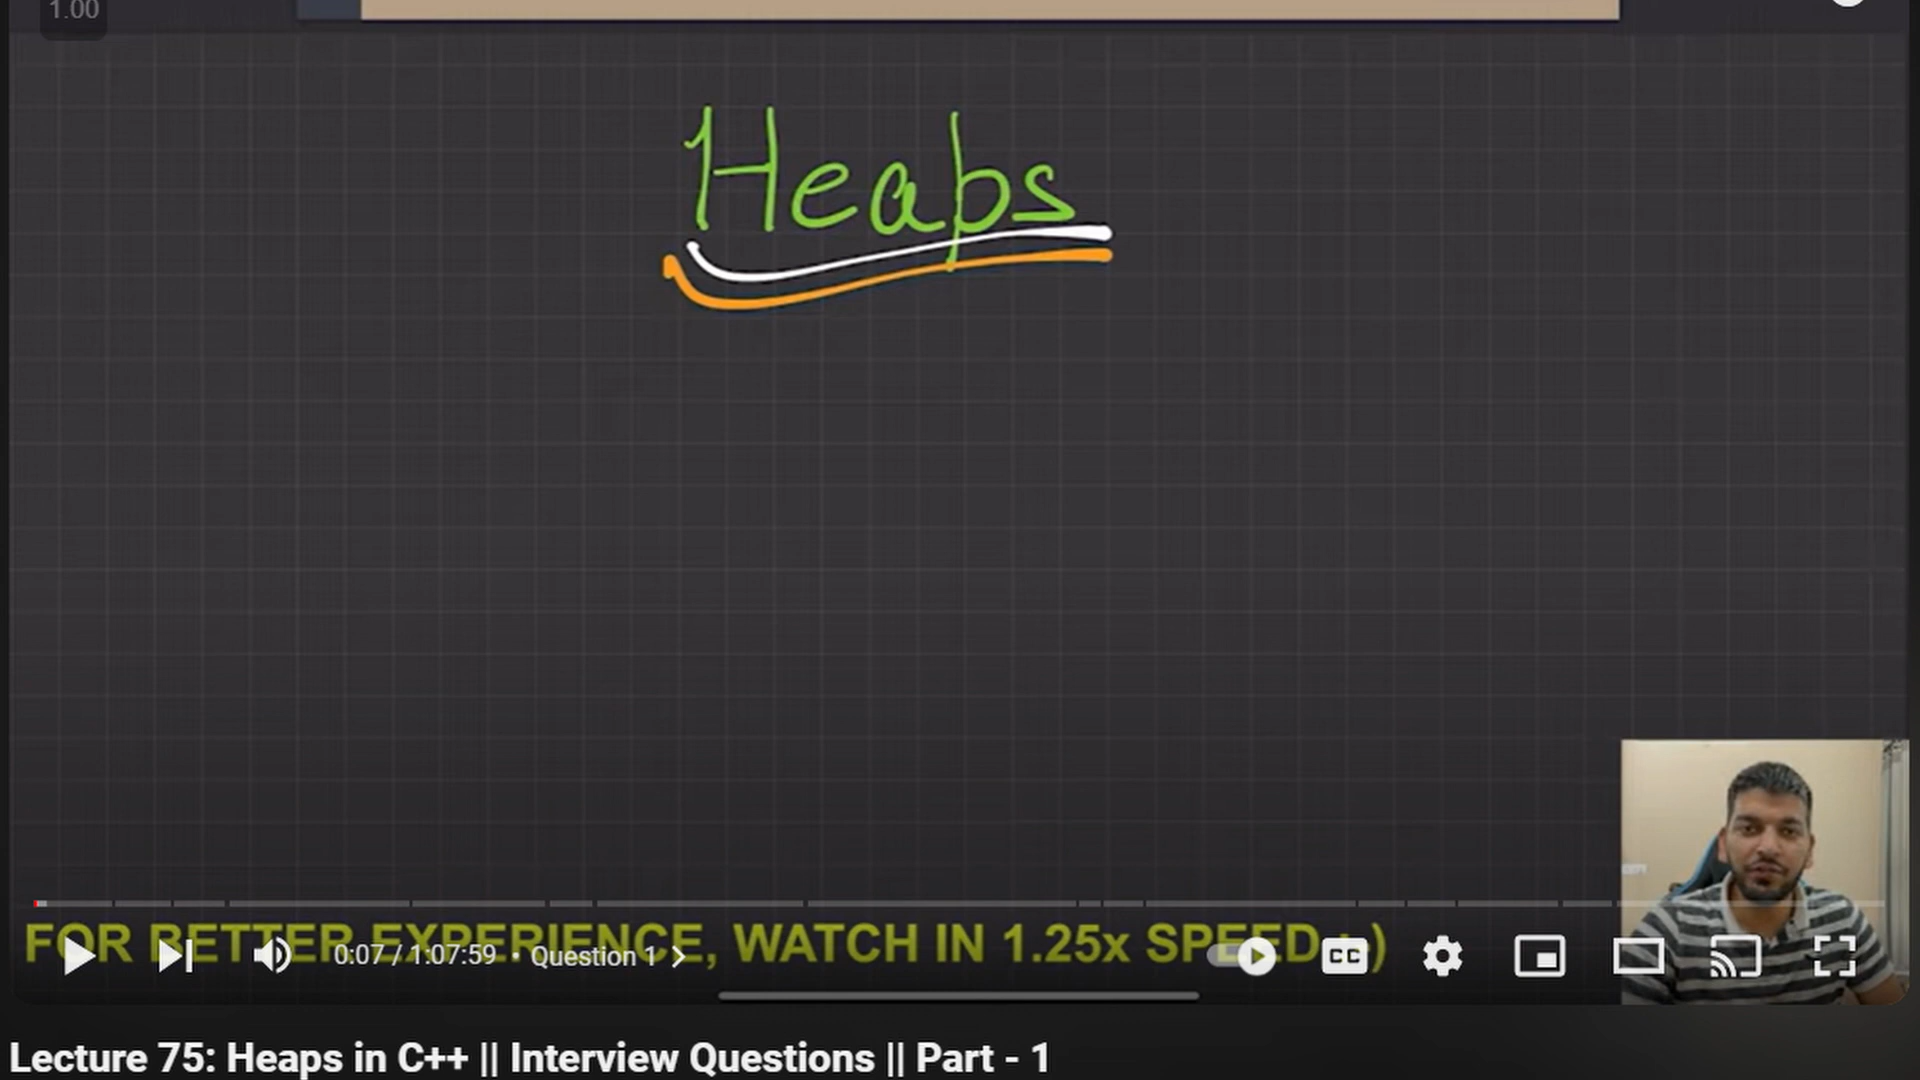 1.00
Heaps
FOR BETTER EXPERIENCE, WATCH IN 1.25x SPEED :)
0:07 / 1:07:59 • Question 1
CC
Lecture 75: Heaps in C++ || Interview Questions || Part - 1